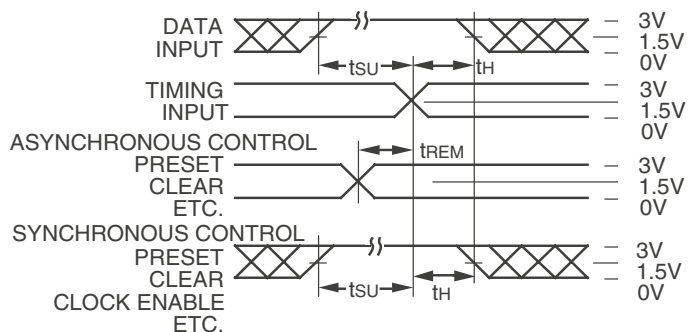 DATA
INPUT
tSU
tH
3V
1.5V
0V
TIMING
INPUT
3V
1.5V
0V
ASYNCHRONOUS CONTROL
PRESET
CLEAR
ETC.
tREM
3V
1.5V
0V
SYNCHRONOUS CONTROL
PRESET
CLEAR
CLOCK ENABLE
ETC.
tSU
tH
3V
1.5V
0V